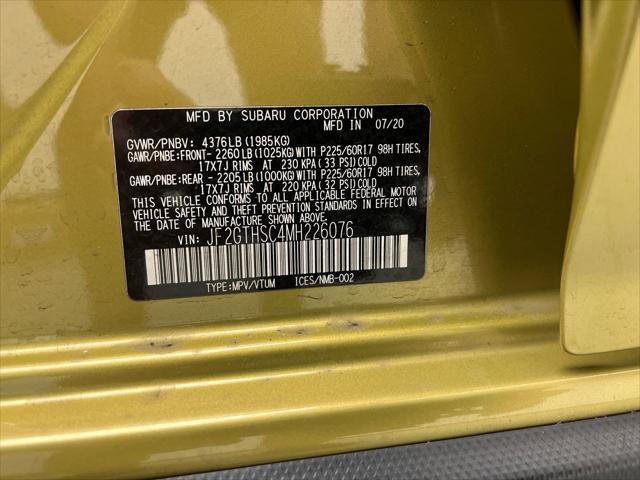 MFD BY SUBARU CORPORATION
MFD IN 07/20
GVWR/PNBV: 4376LB(1985KG)
GAWR/PNBE:FRONT- 2260LB(1025KG)WITH P225/60R17 98H TIRES,
17X7J RIMS AT 230 KPA( 33 PSI)COLD
GAWR/PNBE:REAR - 2205LB(1000KG)WITH P225/60R17 98H TIRES,
17X7J RIMS AT 220 KPA( 32 PSI)COLD
THIS VEHICLE CONFORMS TO ALL APPLICABLE FEDERAL MOTOR
VEHICLE SAFETY AND THEFT PREVENTION STANDARDS IN EFFECT ON
THE DATE OF MANUFACTURE SHOWN ABOVE.
VIN: JF2GTHSC4MH226076
TYPE:MPV/VTUM ICES/NMB-002